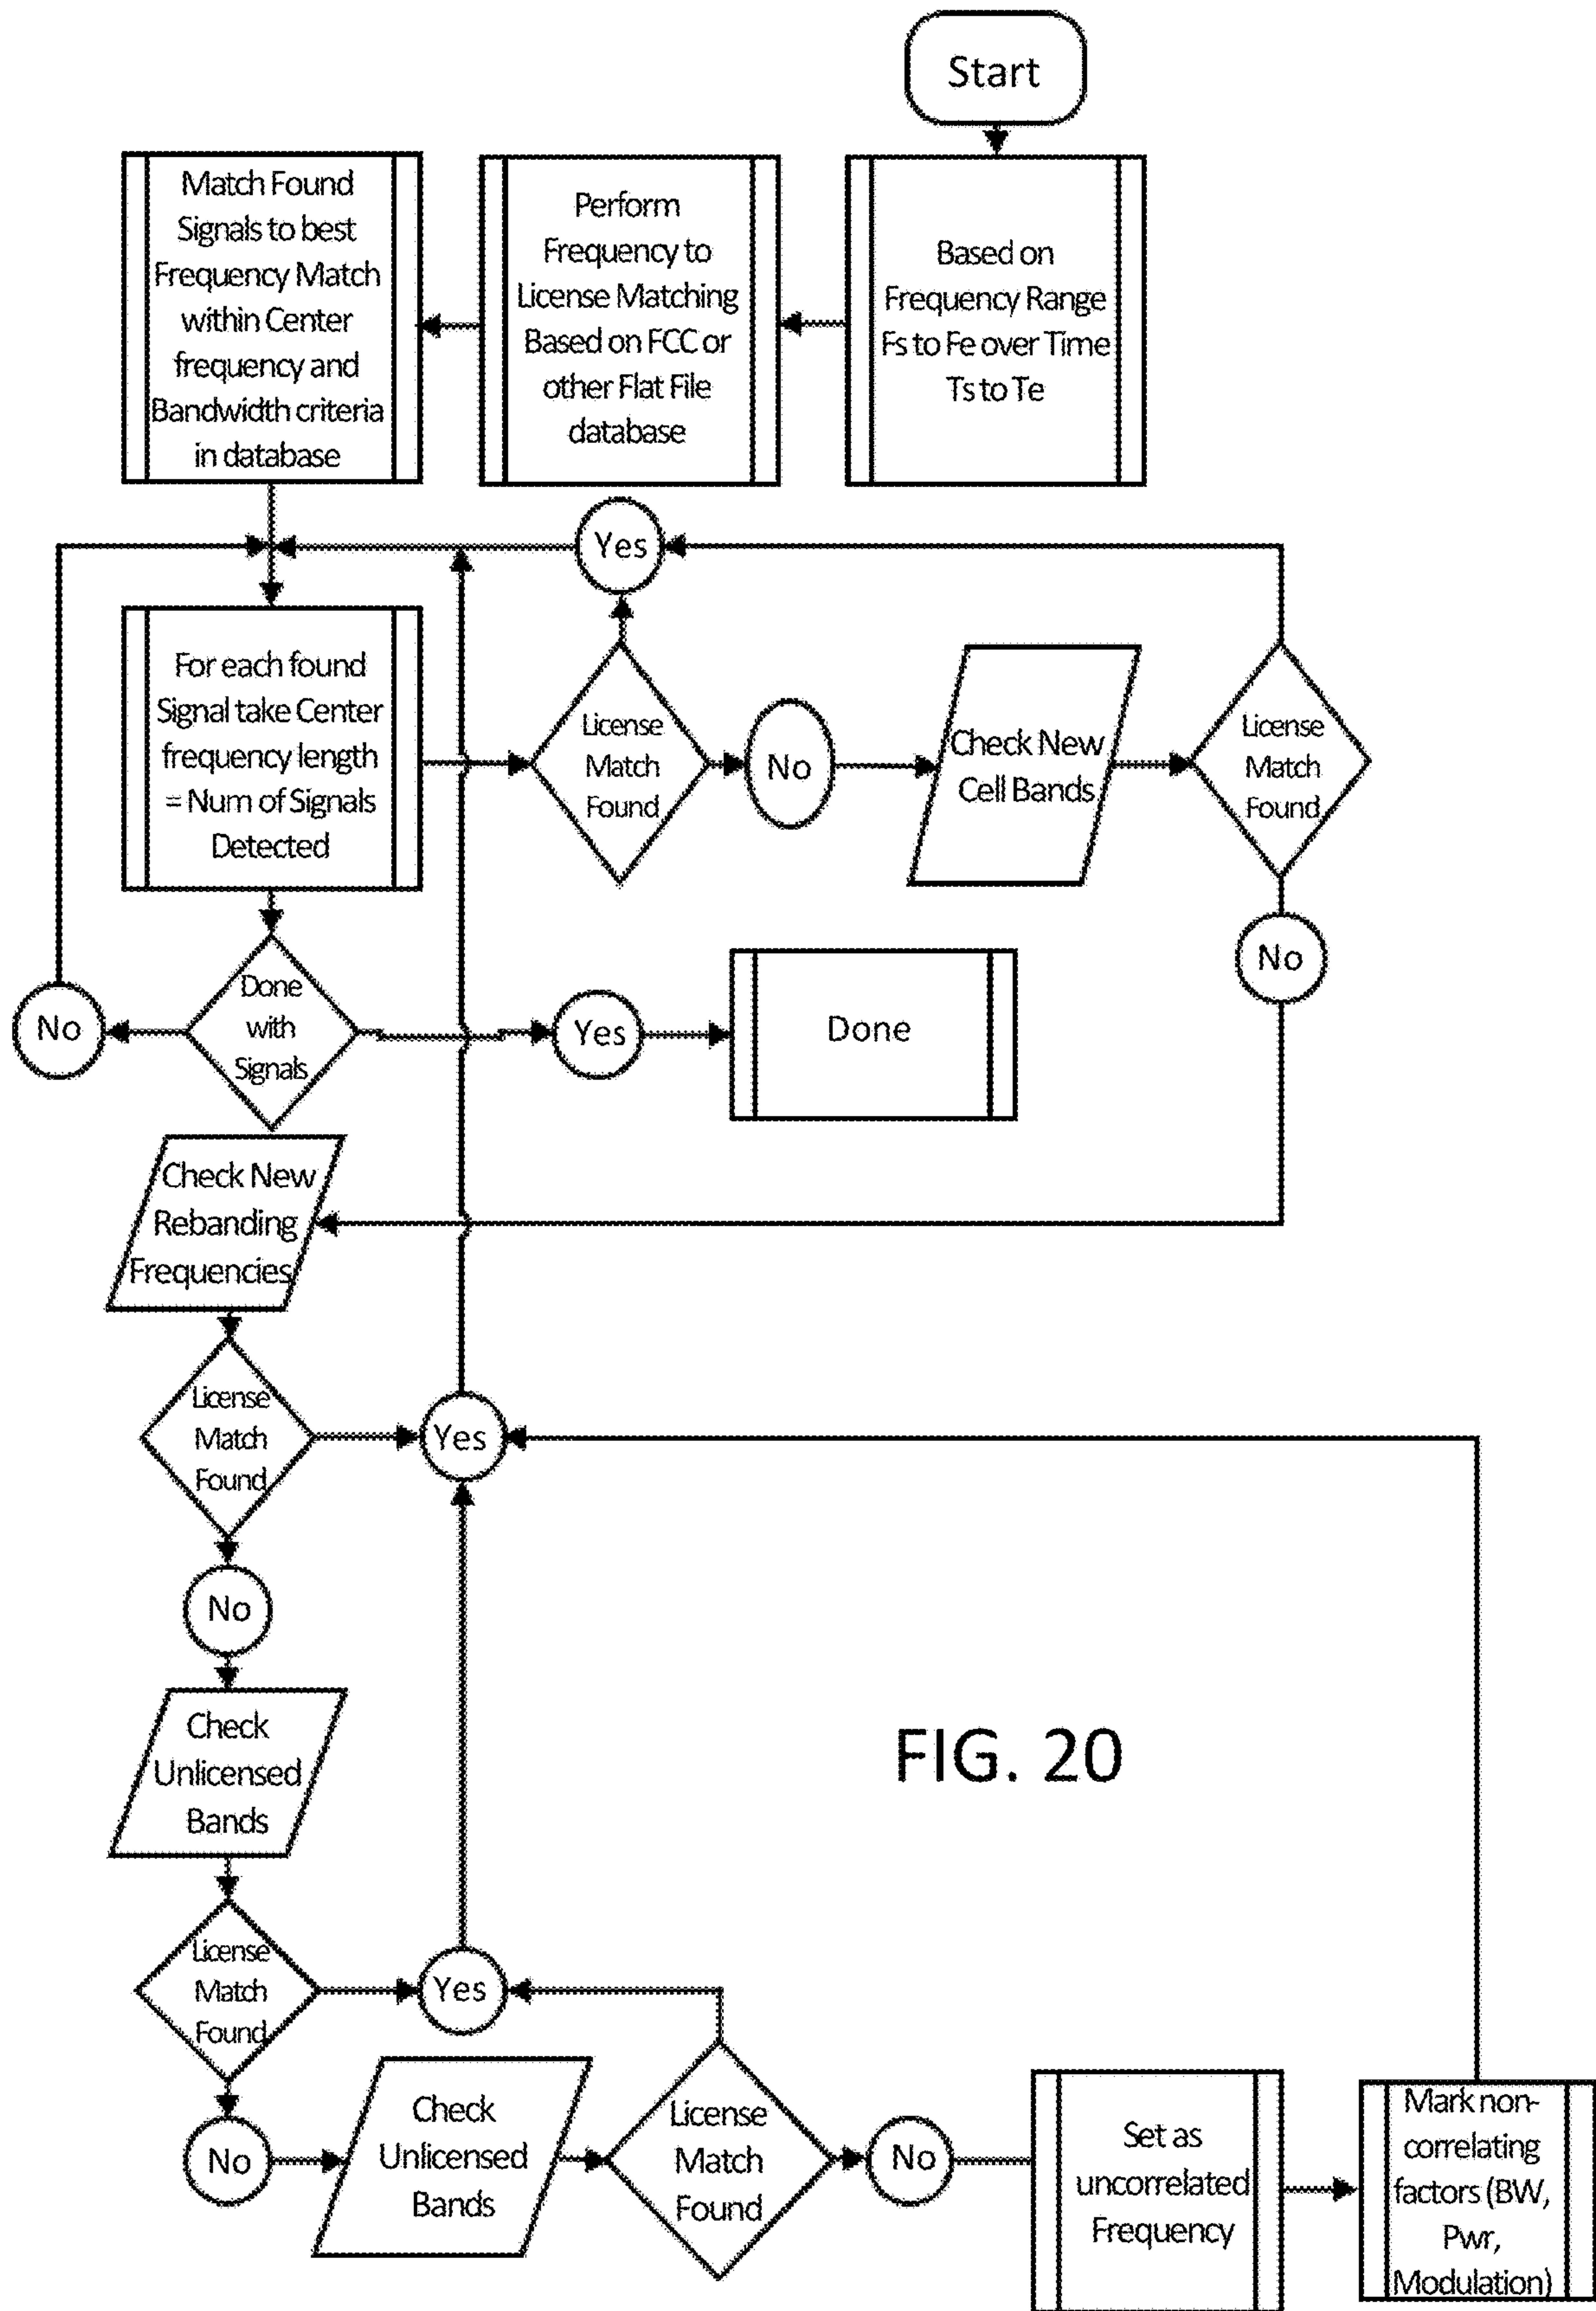 Start
Match Found
Signals to best
Frequency Match
within Center
frequency and
Bandwidth criteria
in database
Perform
Frequency to
License Matching
Based on FCC or
other Flat File
database
Based on
Frequency Range
Fs to Fe over Time
Ts to Te
Yes
For each found
Signal take Center
frequency length
= Num of Signals
Detected
License
Match
Found
No
Check New
Cell Bands
License
Match
Found
No
No
Done
with
Signals
Yes
Done
Check New
Rebanding
Frequencies
License
Match
Found
Yes
No
Check
Unlicensed
Bands
FIG. 20
License
Match
Found
Yes
No
Check
Unlicensed
Bands
License
Match
Found
No
Set as
uncorrelated
Frequency
Mark non-
correlating
factors (BW,
Pwr,
Modulation)